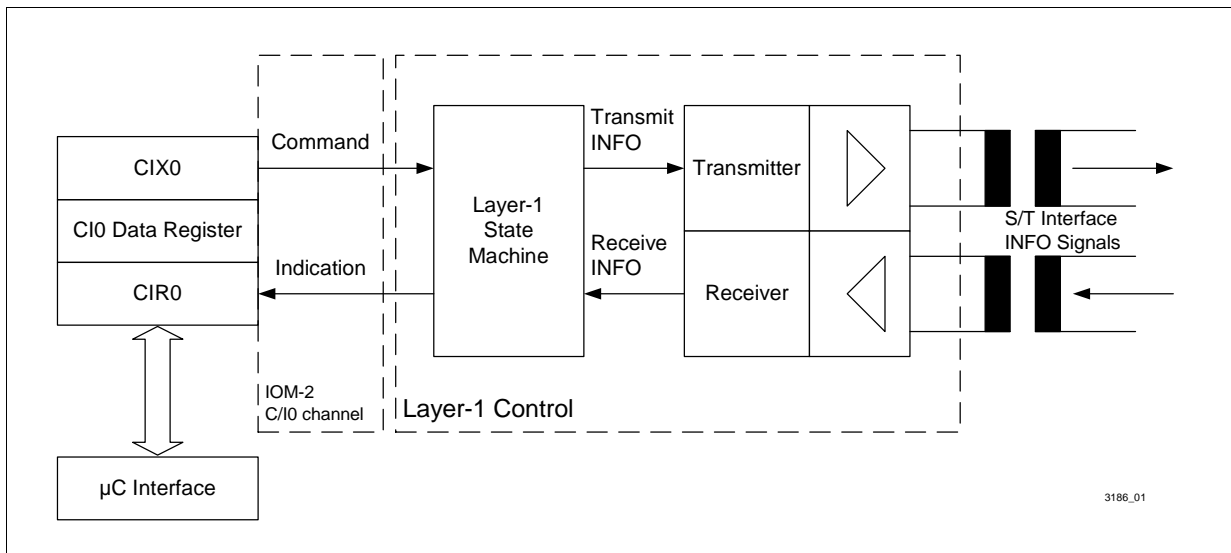 CIX0
CI0 Data Register
CIR0
µC Interface
Command
Indication
IOM-2
C/I0 channel
Layer-1
State
Machine
Layer-1 Control
Transmit
INFO
Receive
INFO
Transmitter
Receiver
S/T Interface
INFO Signals
3186_01